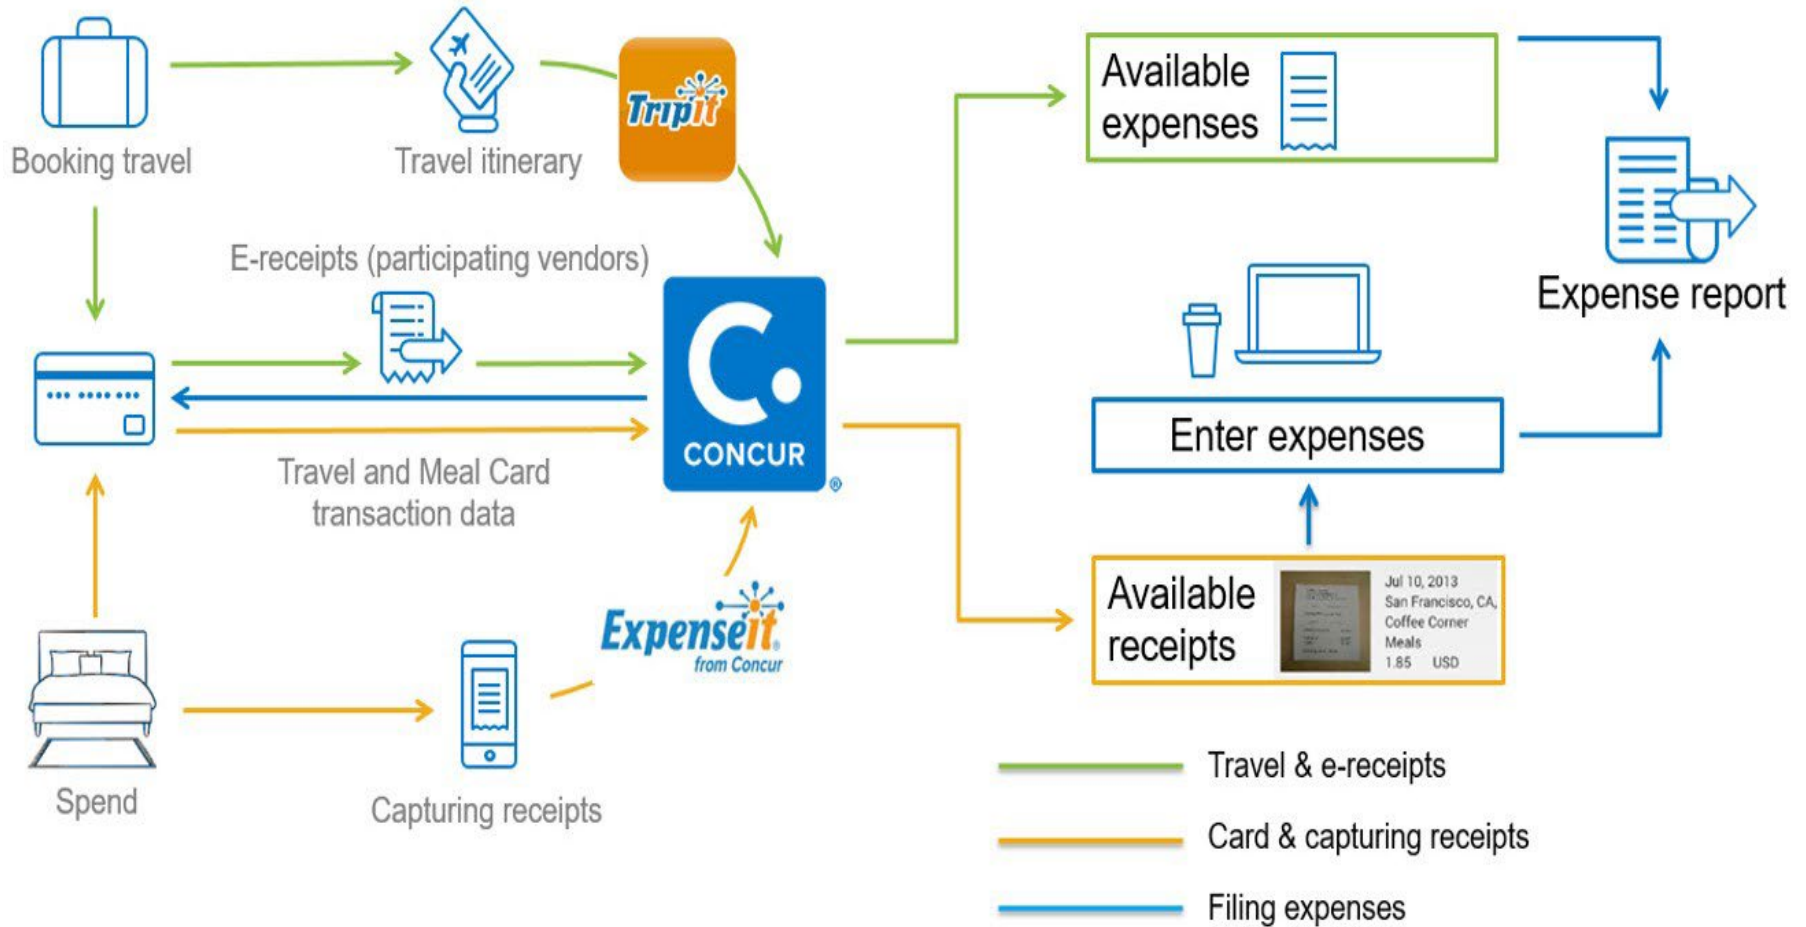 Booking travel
Travel itinerary
Tripit
Available
expenses
E-receipts (participating vendors)
Expense report
CONCUR
®
Travel and Meal Card
transaction data
Enter expenses
Available
receipts
Jul 10, 2013
San Francisco, CA,
Coffee Corner
Meals
1.85 USD
Expenseit®
from Concur
Spend
Capturing receipts
Travel & e-receipts
Card & capturing receipts
Filing expenses